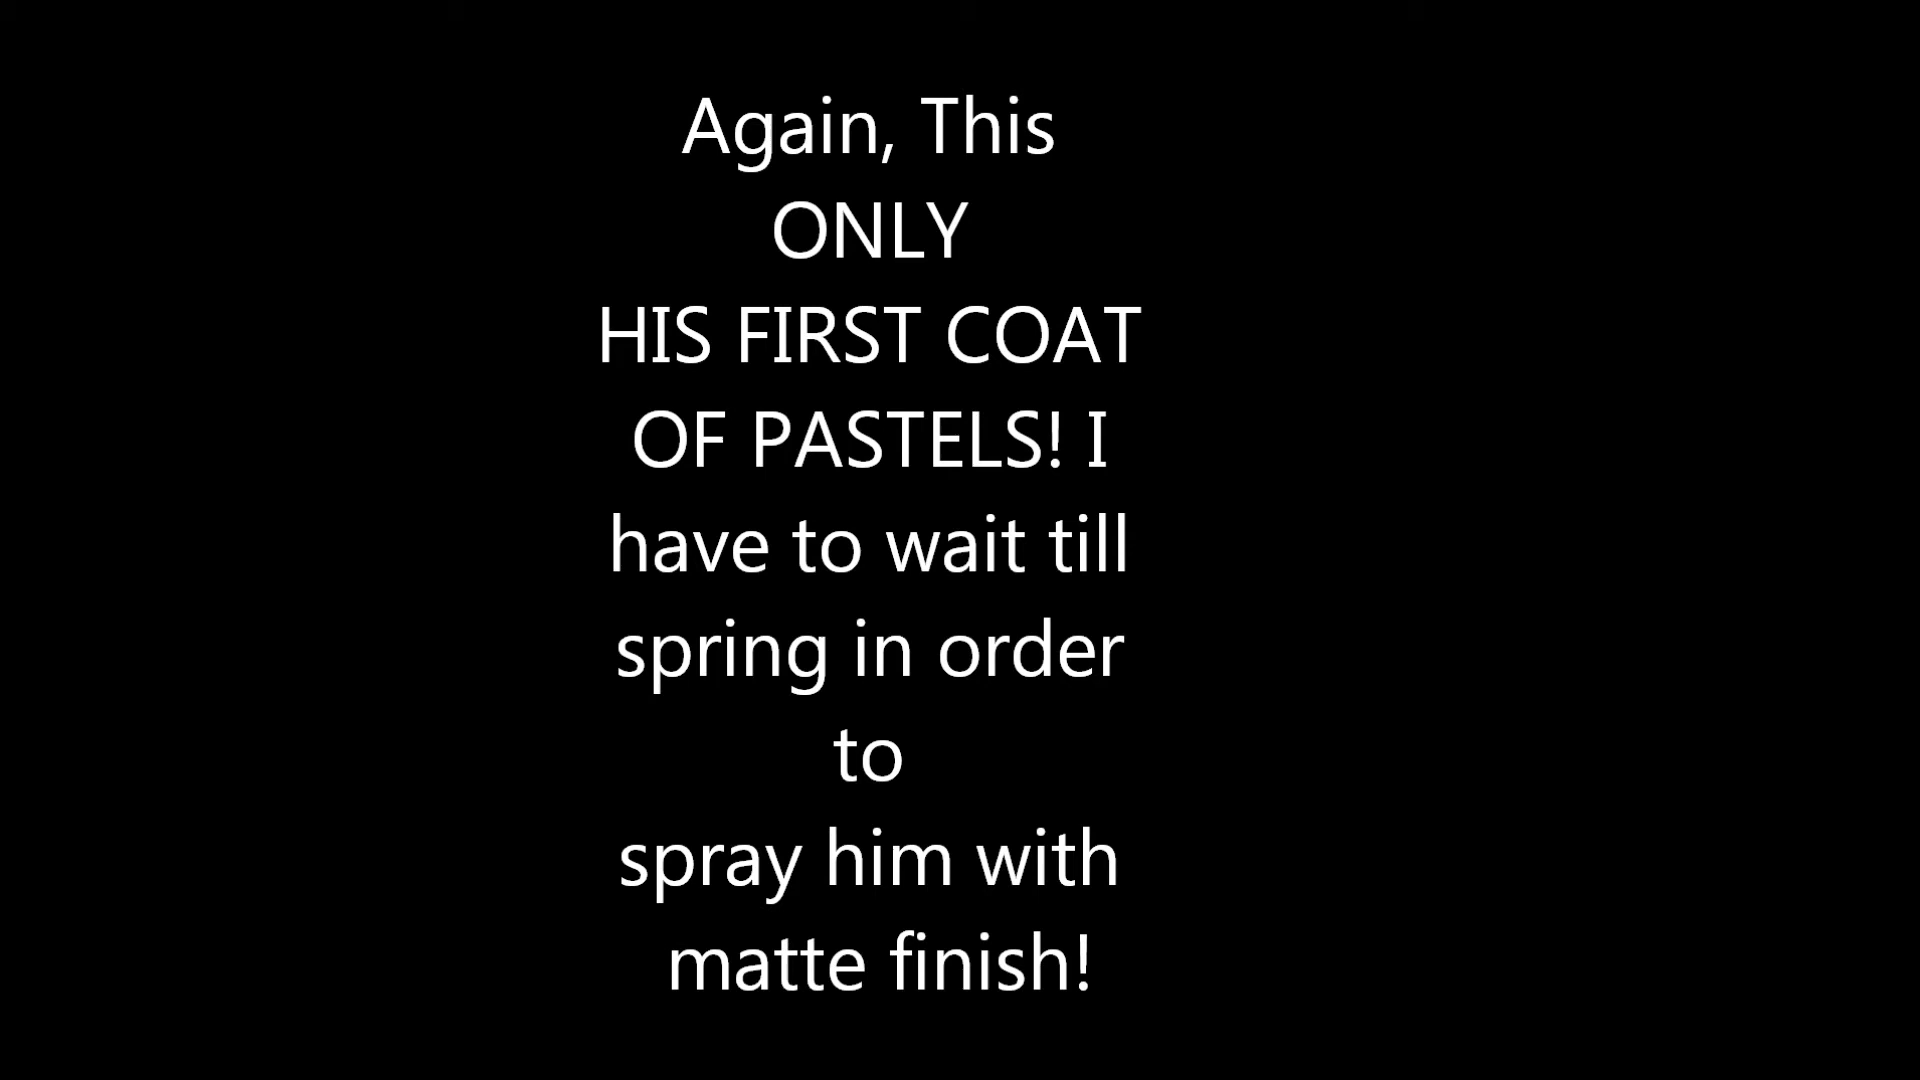 Again, This
ONLY
HIS FIRST COAT
OF PASTELS! I
have to wait till
spring in order
to
spray him with
matte finish!